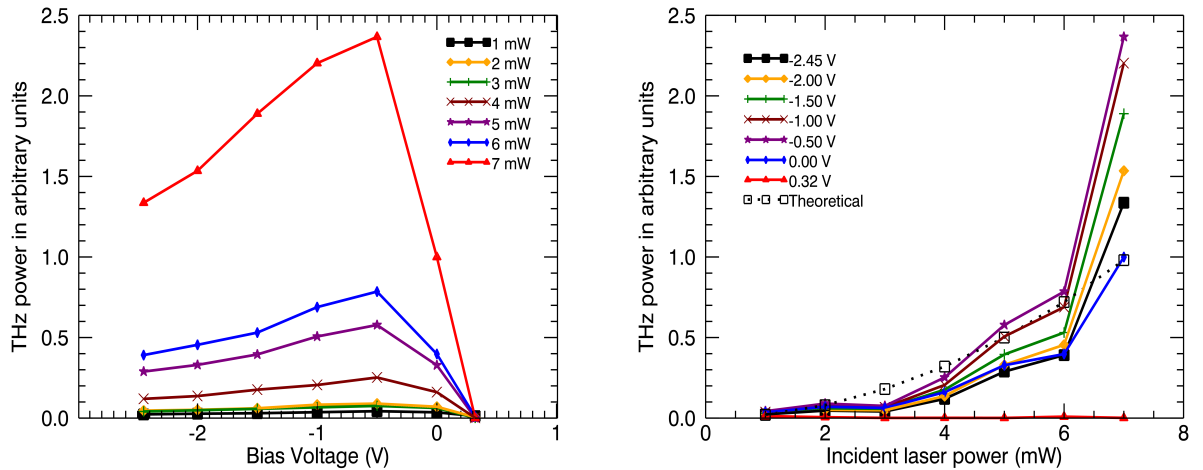 2.5
2.0
1.5
1.0
0.5
0.0
THz power in arbitrary units
-2
-1
0
1
Bias Voltage (V)
1 mW
2 mW
3 mW
4 mW
5 mW
6 mW
7 mW
2.5
2.0
1.5
1.0
0.5
0.0
THz power in arbitrary units
0
2
4
6
8
Incident laser power (mW)
-2.45 V
-2.00 V
-1.50 V
-1.00 V
-0.50 V
0.00 V
0.32 V
Theoretical